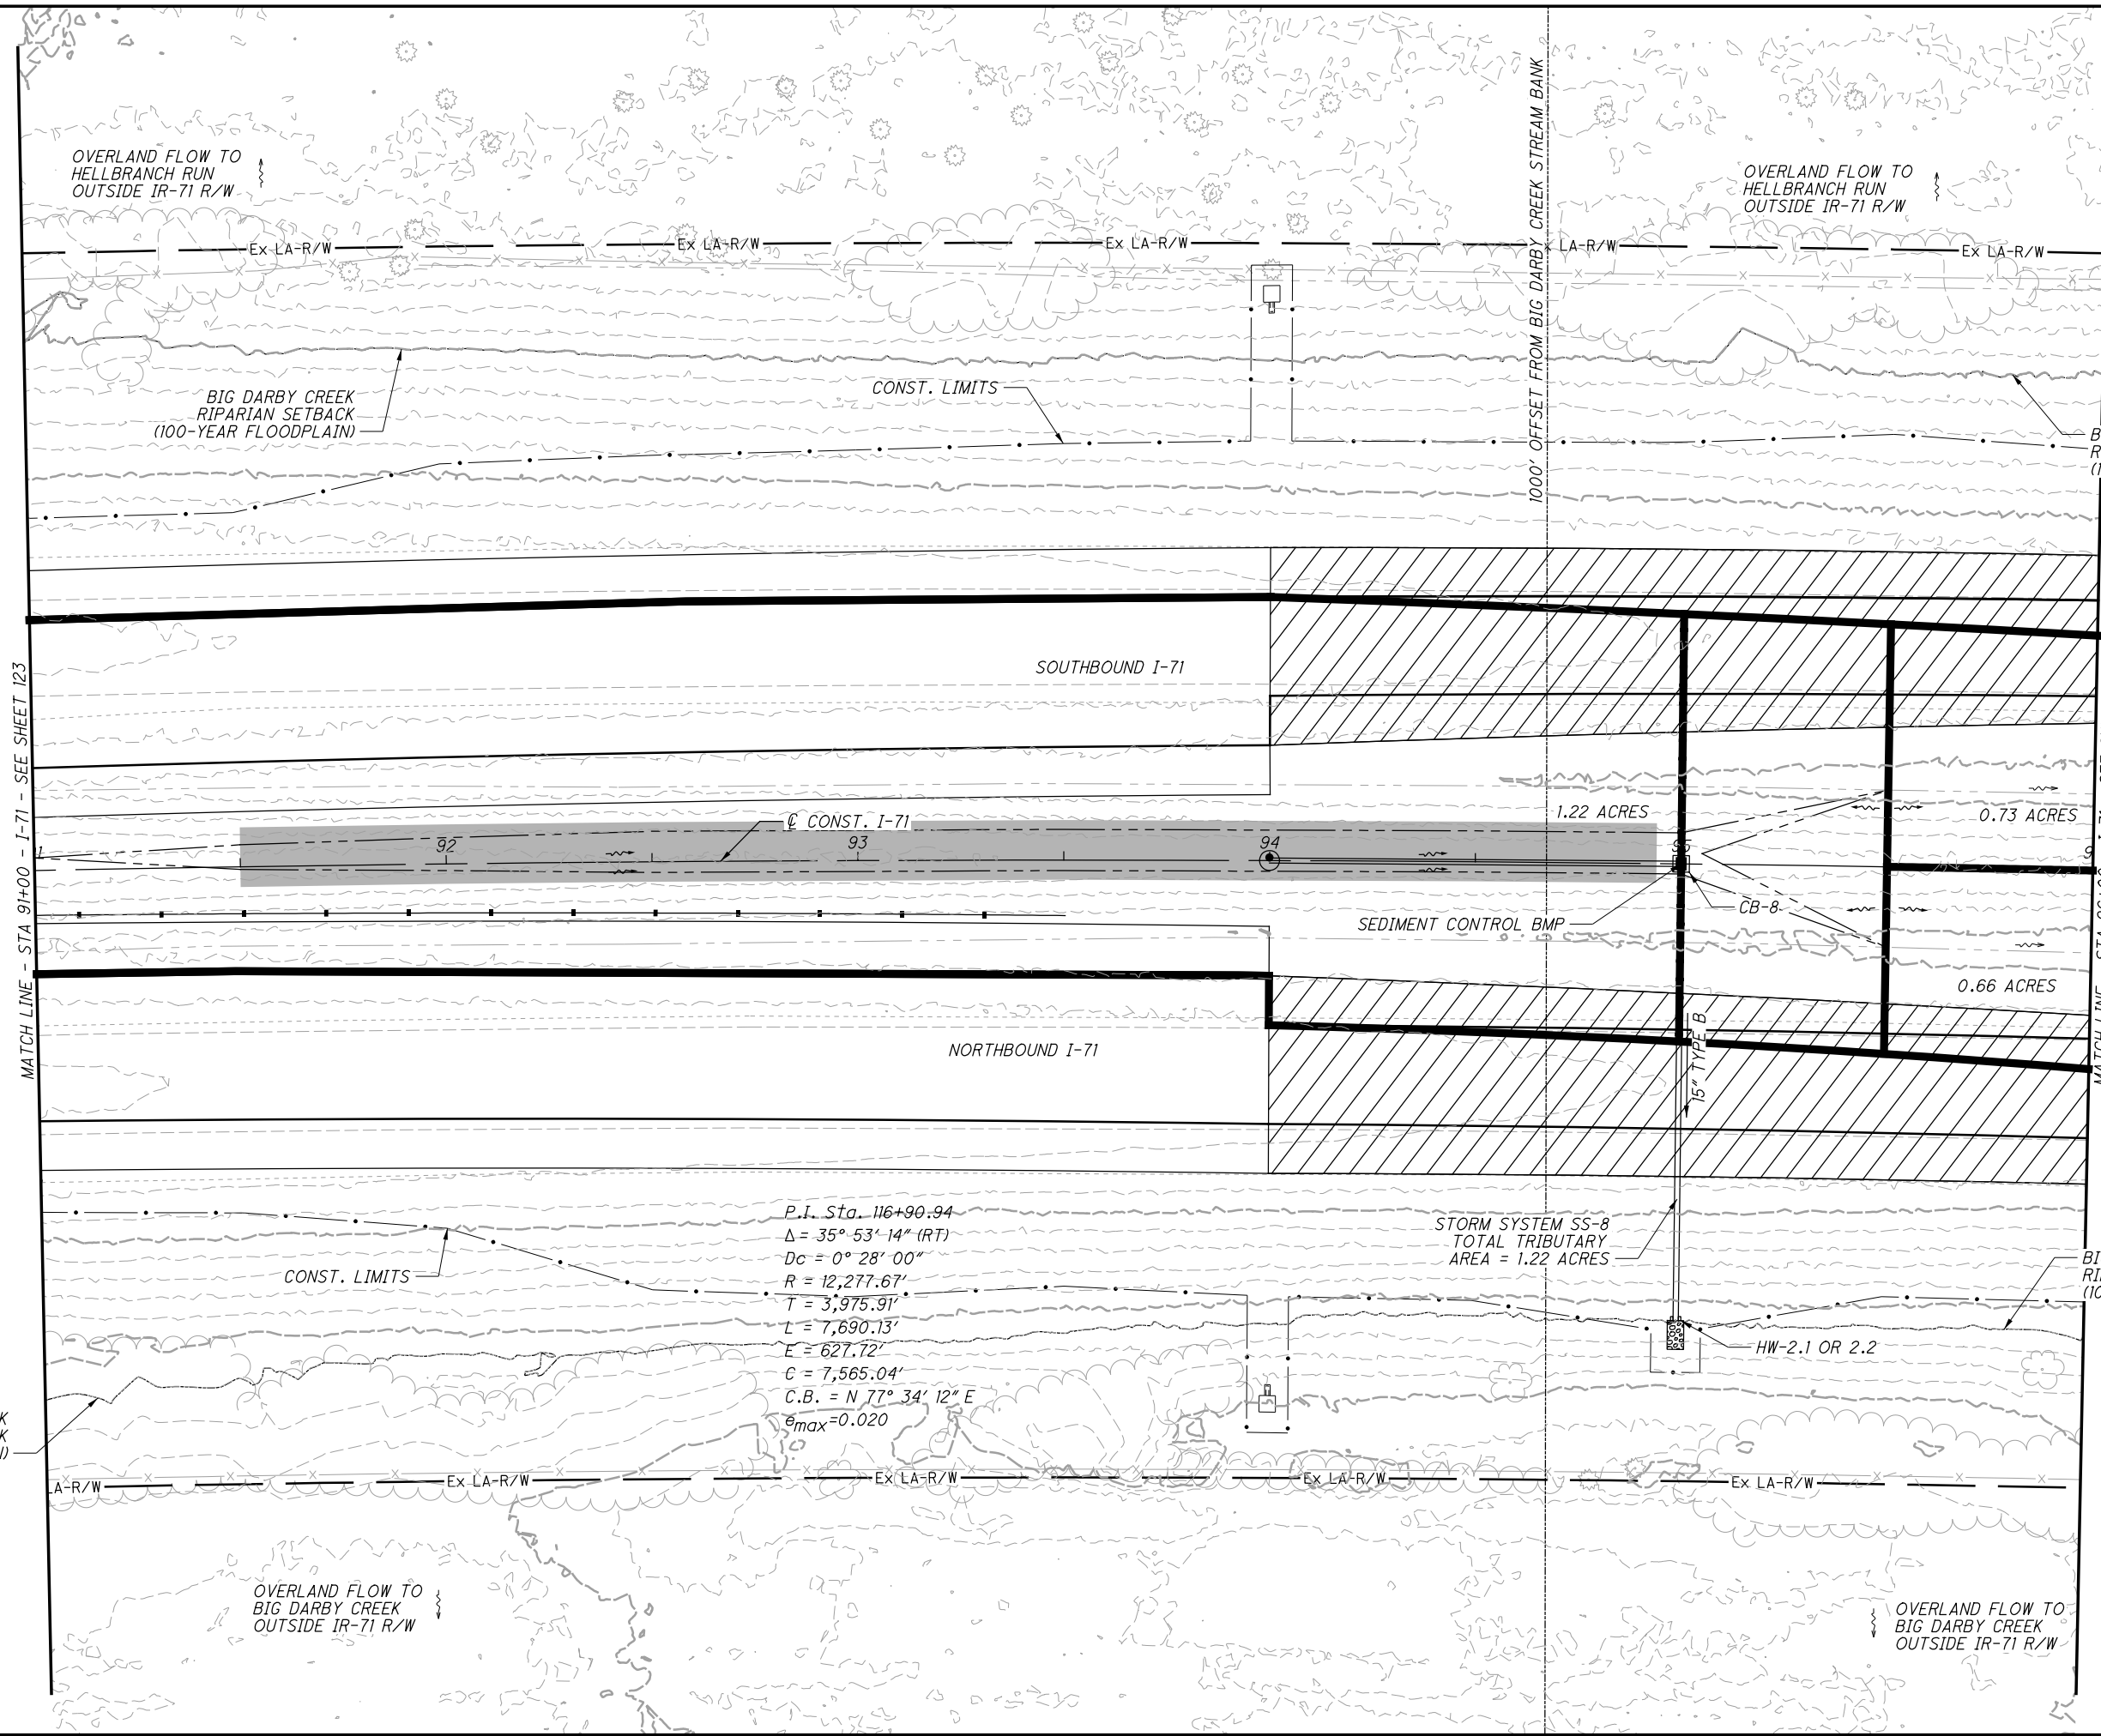 OVERLAND FLOW TO
HELLBRANCH RUN
OUTSIDE IR-71 R/W
1000' OFFSET FROM BIG DARBY CREEK STREAM BANK
OVERLAND FLOW TO
HELLBRANCH RUN
OUTSIDE IR-71 R/W
Ex LA-R/W
Ex LA-R/W
Ex LA-R/W
Ex LA-R/W
Ex LA-R/W
BIG DARBY CREEK
RIPARIAN SETBACK
(100-YEAR FLOODPLAIN)
CONST. LIMITS
B
R
(1
SOUTHBOUND I-71
MATCH LINE - STA 91+00 - I-71 - SEE SHEET 123
1.22 ACRES
0.73 ACRES
℄ CONST. I-71
92
93
94
9
SEDIMENT CONTROL BMP
CB-8
0.66 ACRES
NORTHBOUND I-71
15" TYPE B
P.I. Sta. 116+90.94
Δ = 35° 53' 14" (RT)
Dc = 0° 28' 00"
R = 12,277.67'
T = 3,975.91'
L = 7,690.13'
E = 627.72'
C = 7,565.04'
C.B. = N 77° 34' 12" E
emax=0.020
CONST. LIMITS
STORM SYSTEM SS-8
TOTAL TRIBUTARY
AREA = 1.22 ACRES
BI
RI
(10
HW-2.1 OR 2.2
K
K
LA-R/W
Ex LA-R/W
Ex LA-R/W
Ex LA-R/W
Ex LA-R/W
OVERLAND FLOW TO
BIG DARBY CREEK
OUTSIDE IR-71 R/W
OVERLAND FLOW TO
BIG DARBY CREEK
OUTSIDE IR-71 R/W